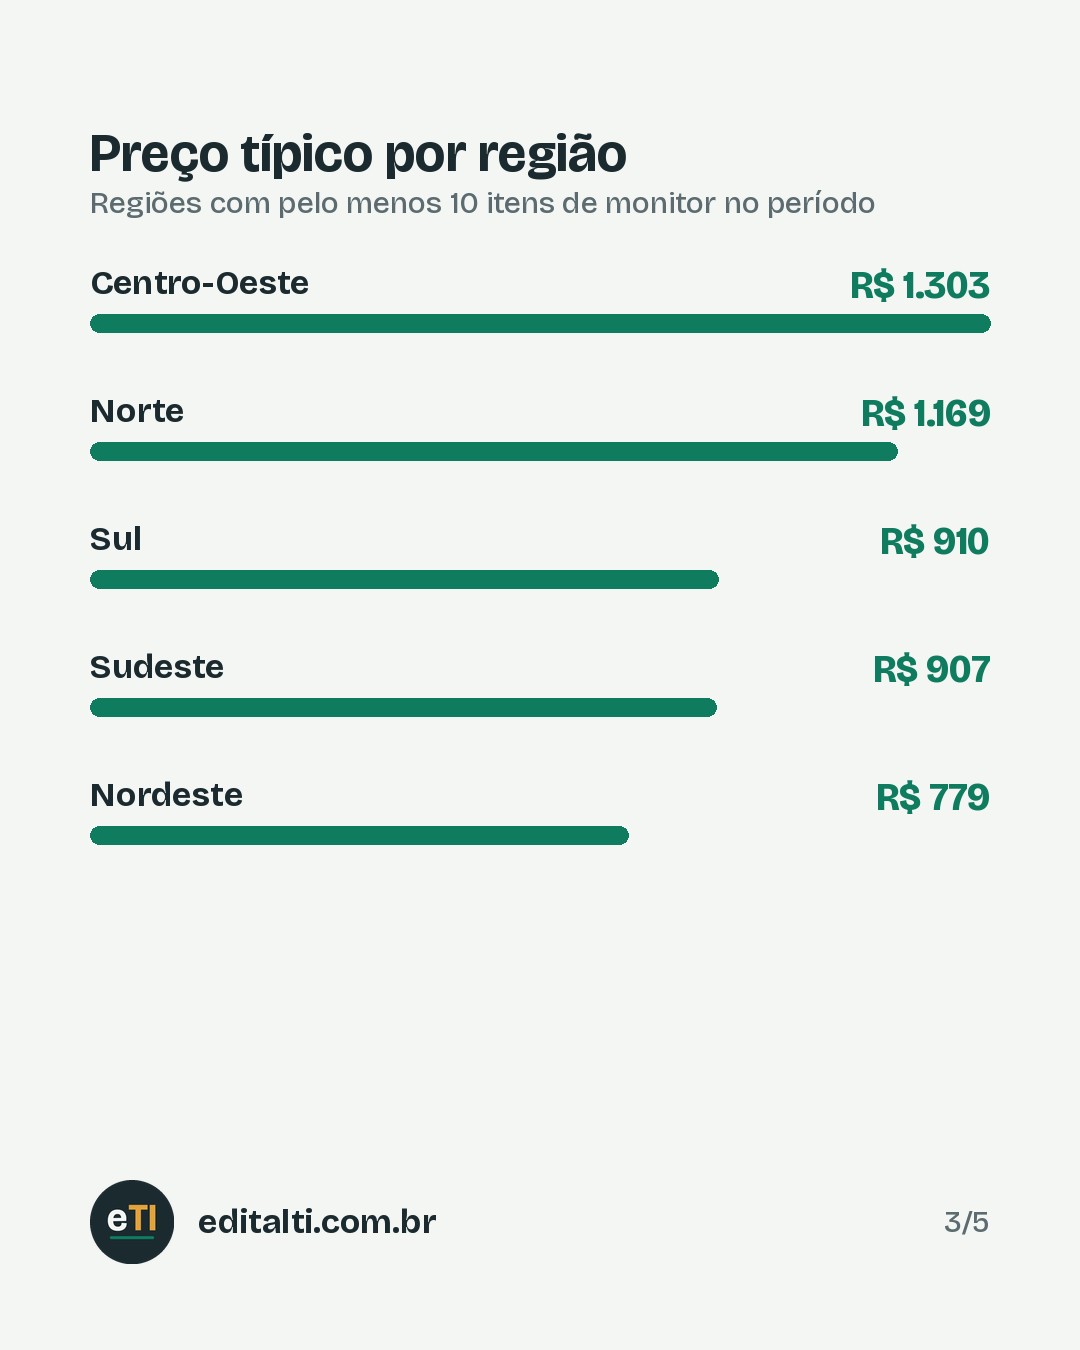 Preço típico por região
Regiões com pelo menos 10 itens de monitor no período
Centro-Oeste R$ 1.303
Norte R$ 1.169
Sul R$ 910
Sudeste R$ 907
Nordeste R$ 779
eTI editalti.com.br 3/5